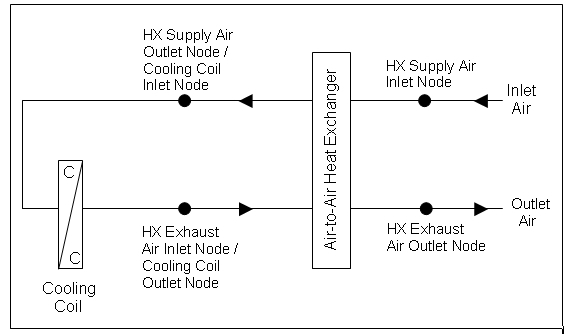 HX Supply Air
Outlet Node /
Cooling Coil
Inlet Node
HX Supply Air
Inlet Node
Inlet
Air
Air-to-Air Heat Exchanger
C
C
Cooling
Coil
HX Exhaust
Air Inlet Node /
Cooling Coil
Outlet Node
HX Exhaust
Air Outlet Node
Outlet
Air